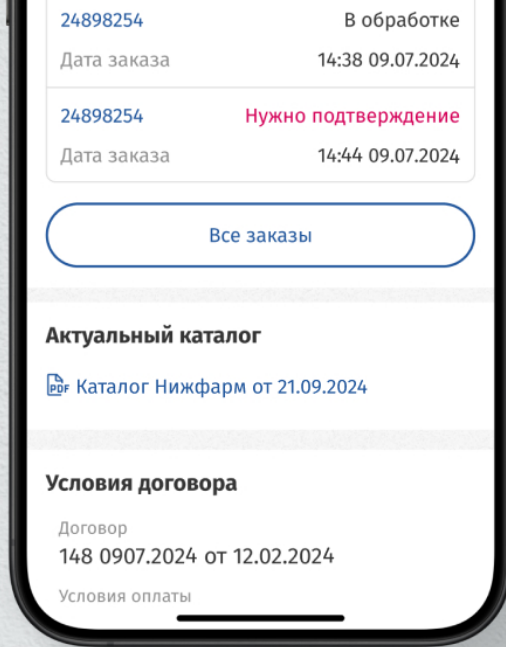 24898254 В обработке
Дата заказа 14:38 09.07.2024
24898254 Нужно подтверждение
Дата заказа 14:44 09.07.2024
Все заказы
Актуальный каталог
PDF Каталог Нижфарм от 21.09.2024
Условия договора
Договор
148 0907.2024 от 12.02.2024
Условия оплаты